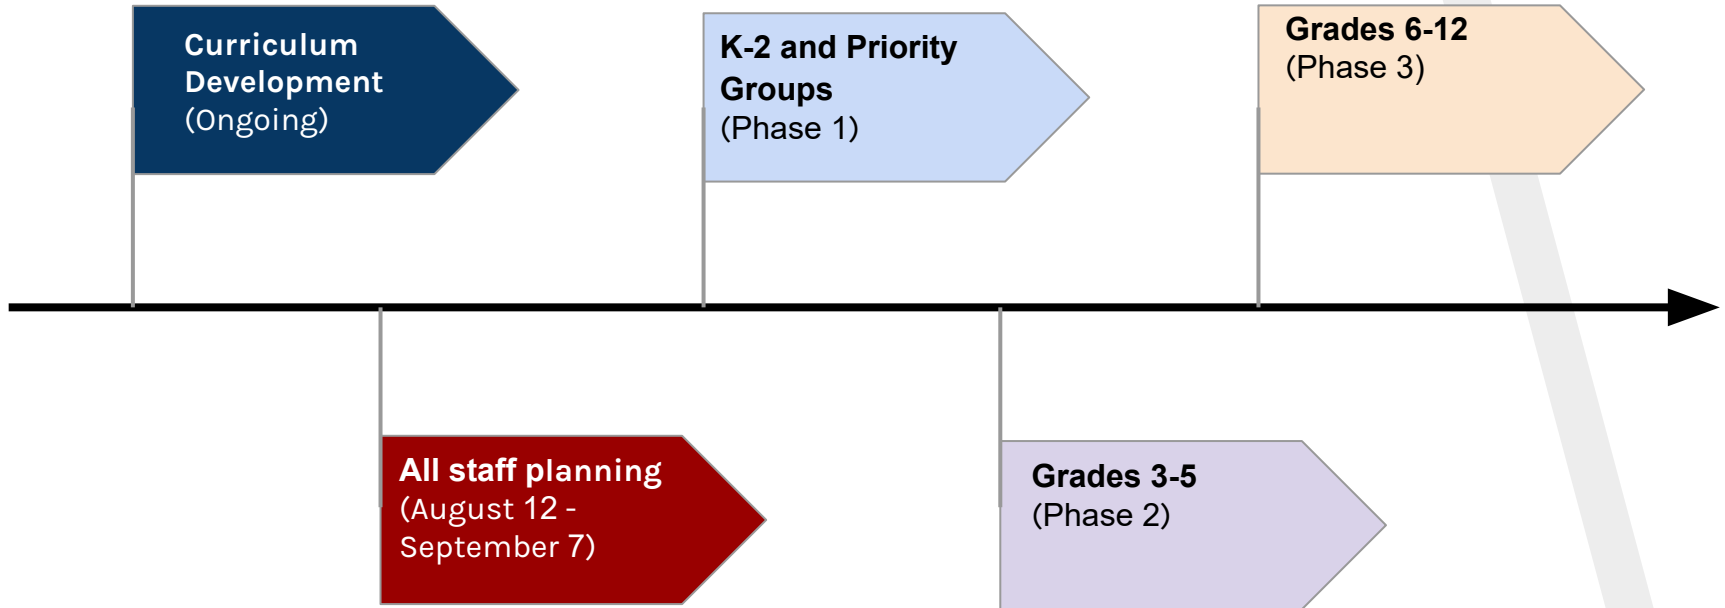 Curriculum
Development
(Ongoing)
All staff planning
(August 12 -
September 7)
K-2 and Priority
Groups
(Phase 1)
Grades 3-5
(Phase 2)
Grades 6-12
(Phase 3)